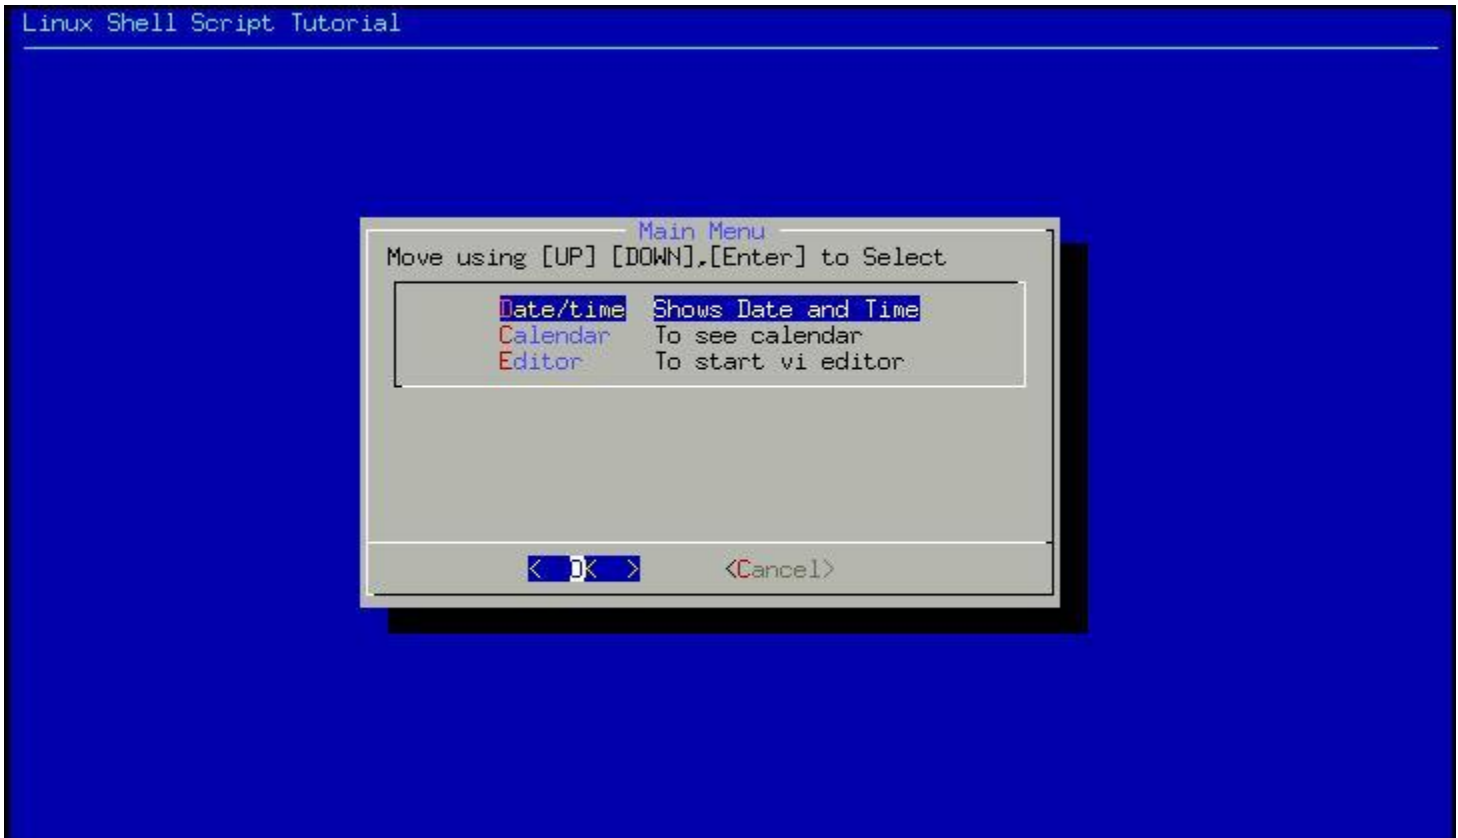 Linux Shell Script Tutorial
Main Menu
Move using [UP] [DOWN],[Enter] to Select
Date/time Shows Date and Time
Calendar To see calendar
Editor To start vi editor
< OK > <Cancel>